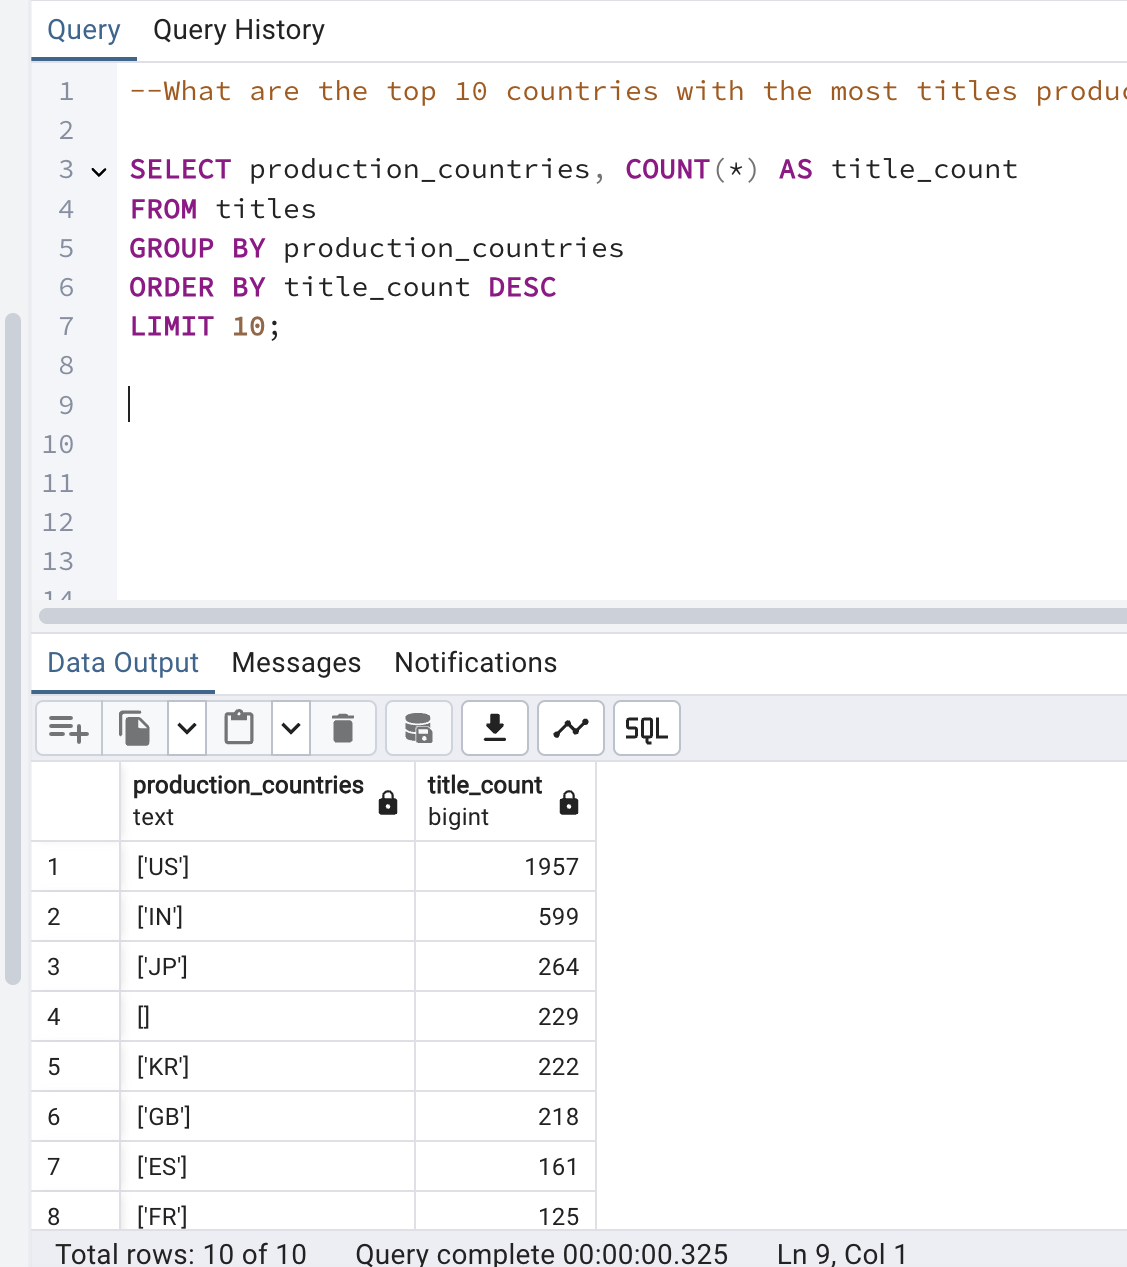 Query Query History
1 --What are the top 10 countries with the most titles
2
3 SELECT production_countries, COUNT(*) AS title_count
4 FROM titles
5 GROUP BY production_countries
6 ORDER BY title_count DESC
7 LIMIT 10;
8
9
10
11
12
13
14
Data Output Messages Notifications
SQL
production_countries title_count
text bigint
1 ['US'] 1957
2 ['IN'] 599
3 ['JP'] 264
4 [] 229
5 ['KR'] 222
6 ['GB'] 218
7 ['ES'] 161
8 ['FR'] 125
Total rows: 10 of 10 Query complete 00:00:00.325 Ln 9, Col 1